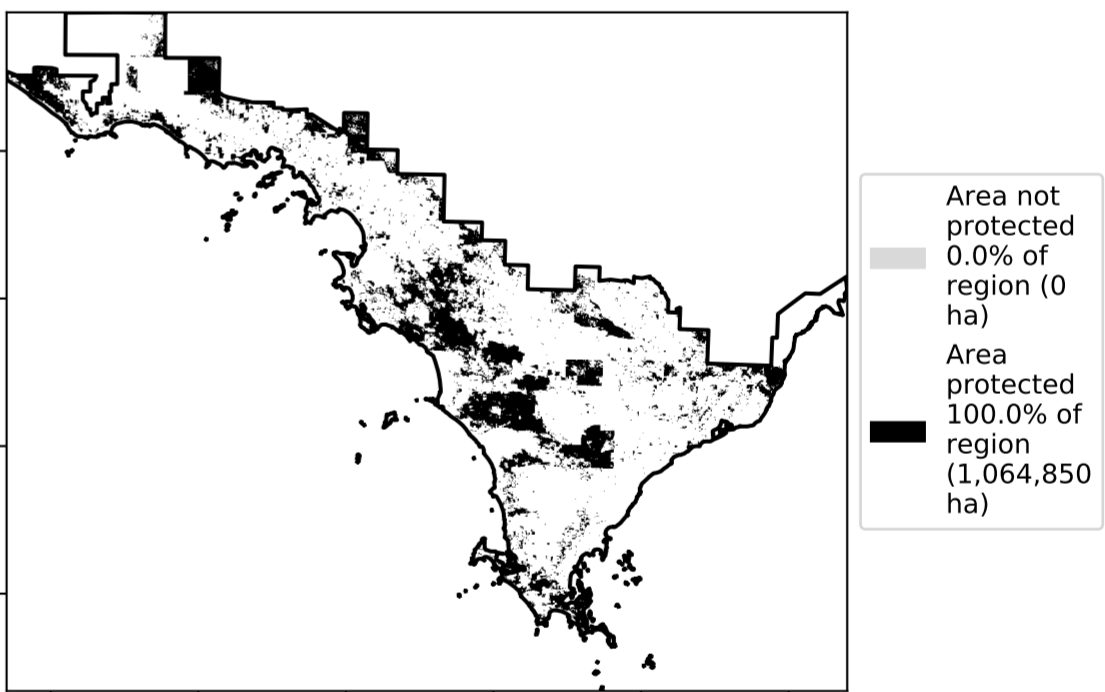 Area not
protected
0.0% of
region (0
ha)
Area
protected
100.0% of
region
(1,064,850
ha)